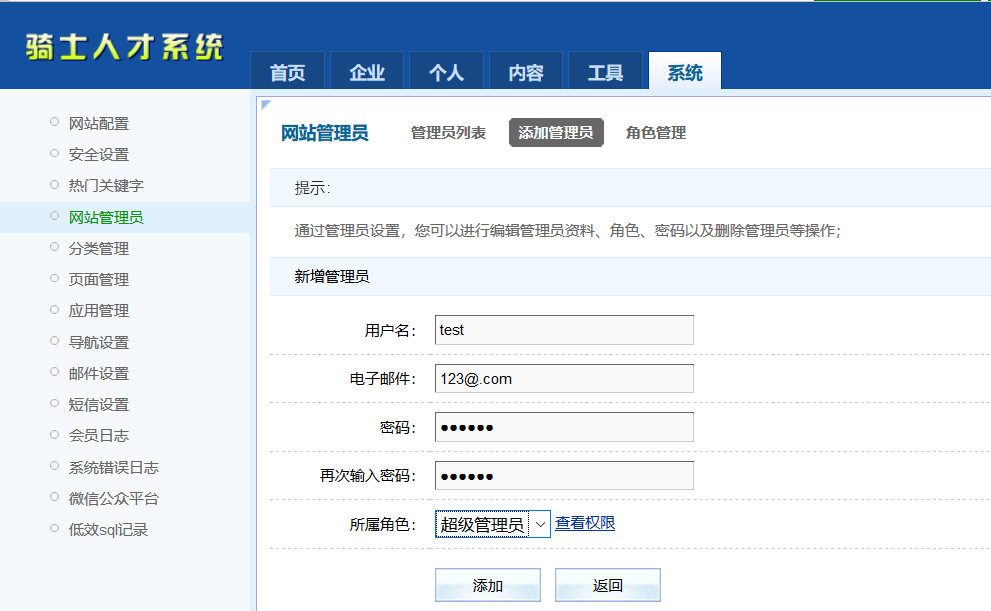 骑士人才系统
首页 企业 个人 内容 工具 系统
网站配置
安全设置
热门关键字
网站管理员
分类管理
页面管理
应用管理
导航设置
邮件设置
短信设置
会员日志
系统错误日志
微信公众平台
低效sql记录
网站管理员 管理员列表 添加管理员 角色管理
提示:
通过管理员设置，您可以进行编辑管理员资料、角色、密码以及删除管理员等操作;
新增管理员
用户名: test
电子邮件: 123@.com
密码: ●●●●●●
再次输入密码: ●●●●●●
所属角色: 超级管理员 查看权限
添加 返回